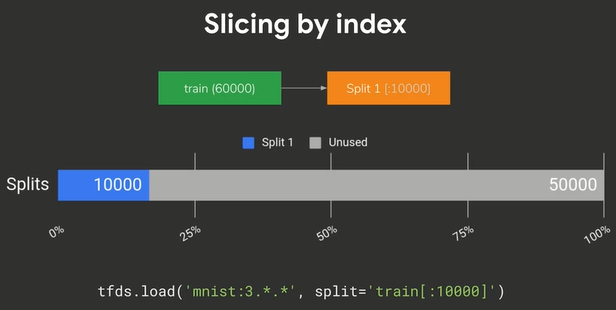 Slicing by index
train (60000)
Split 1 [:10000]
Split 1
Unused
Splits
10000
50000
0%
25%
50%
75%
100%
tfds.load('mnist:3.*.*', split='train[:10000]')